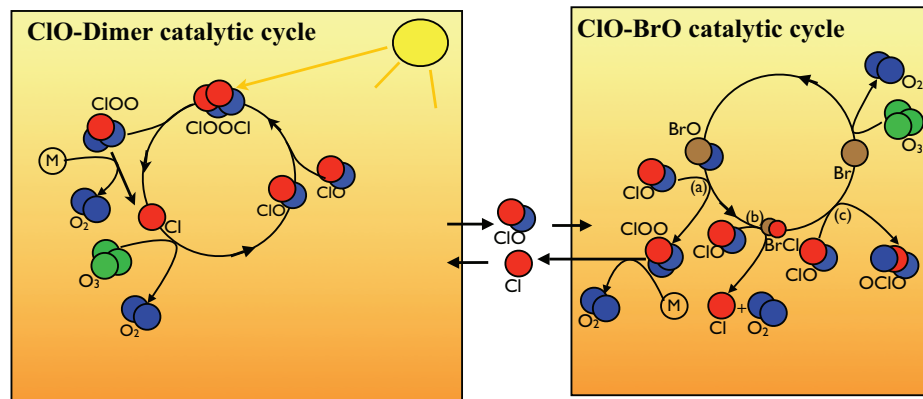 ClO-Dimer catalytic cycle
ClOO
ClOOCl
M
O₂
Cl
O₃
O₂
ClO
ClO
ClO
Cl
ClO-BrO catalytic cycle
O₂
O₃
BrO
Br
ClO
(a)
(b)
(c)
ClOO
ClO
BrCl
ClO
OClO
O₂
M
Cl
+
O₂